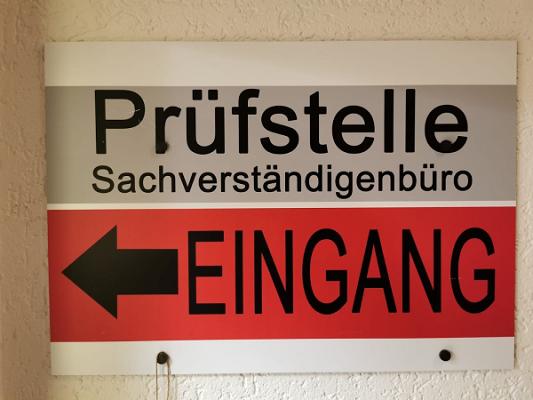 Prüfstelle
Sachverständigenbüro
EINGANG